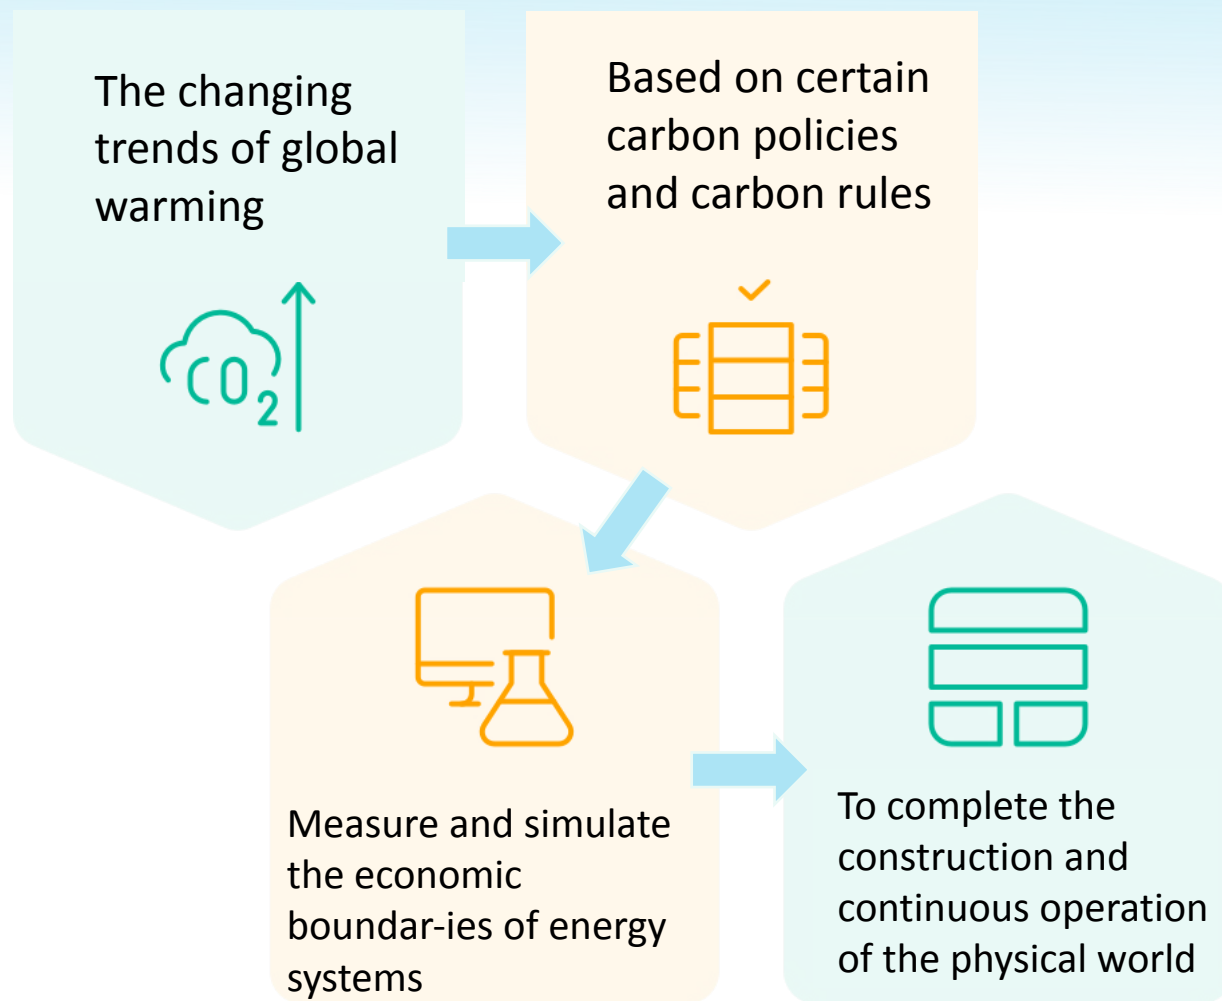 The changing
trends of global
warming
CO2
Based on certain
carbon policies
and carbon rules
Measure and simulate
the economic
boundar-ies of energy
systems
To complete the
construction and
continuous operation
of the physical world